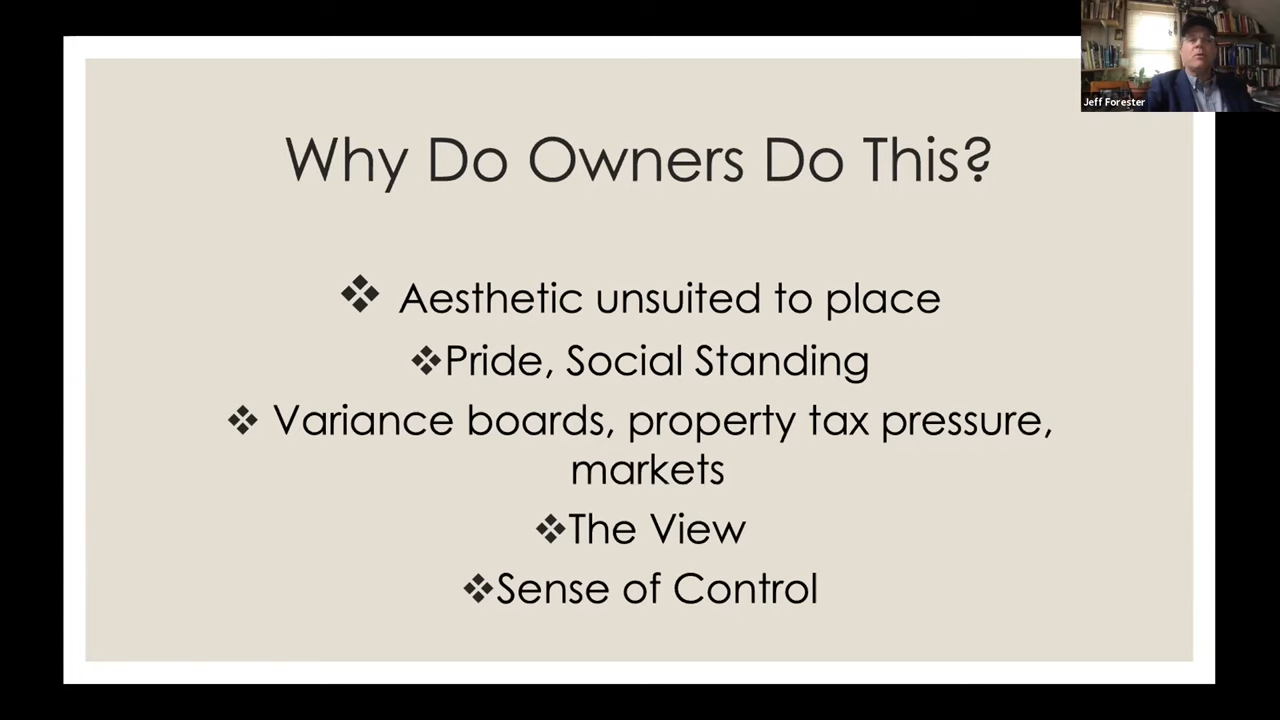 Jeff Forester
Why Do Owners Do This?
❖ Aesthetic unsuited to place
❖Pride, Social Standing
❖ Variance boards, property tax pressure,
markets
❖The View
❖Sense of Control